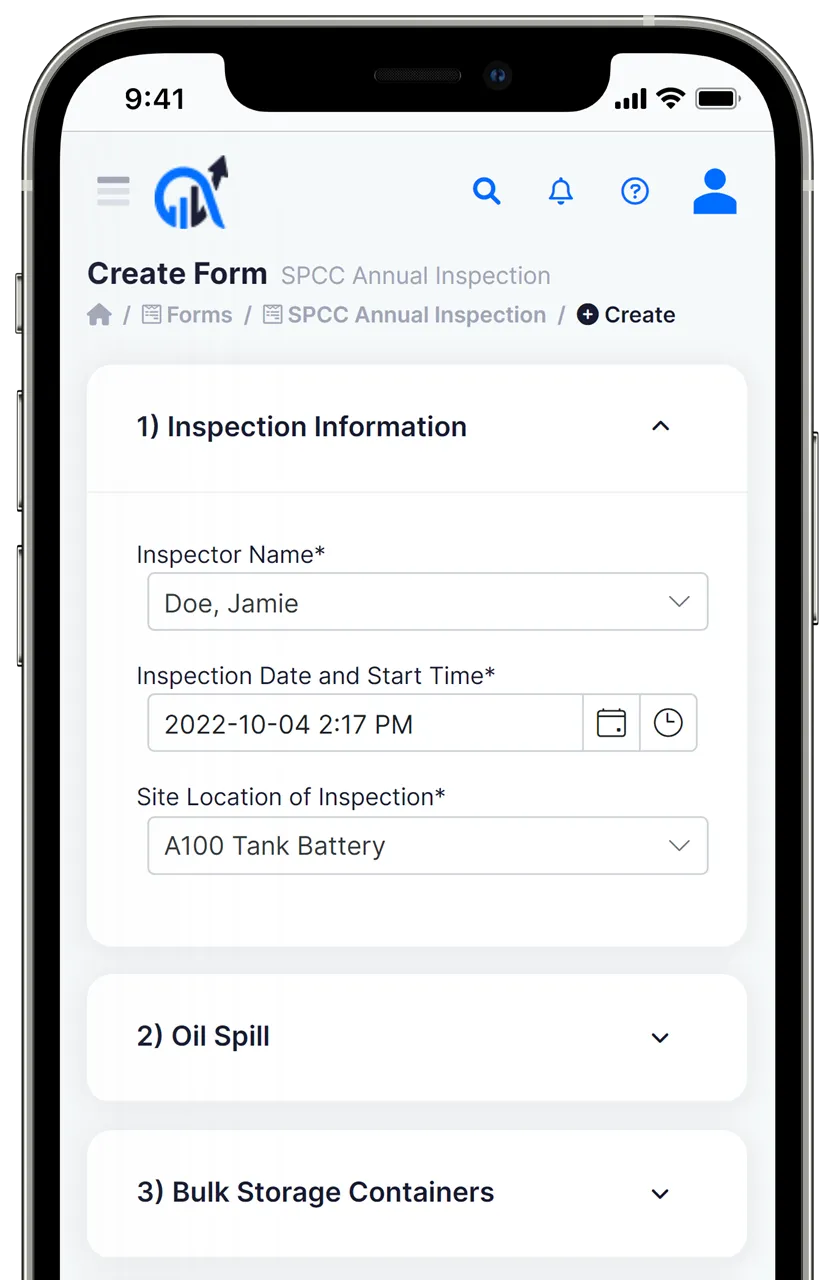 9:41
Create Form SPCC Annual Inspection
/ Forms / SPCC Annual Inspection / Create
1) Inspection Information
Inspector Name*
Doe, Jamie
Inspection Date and Start Time*
2022-10-04 2:17 PM
Site Location of Inspection*
A100 Tank Battery
2) Oil Spill
3) Bulk Storage Containers